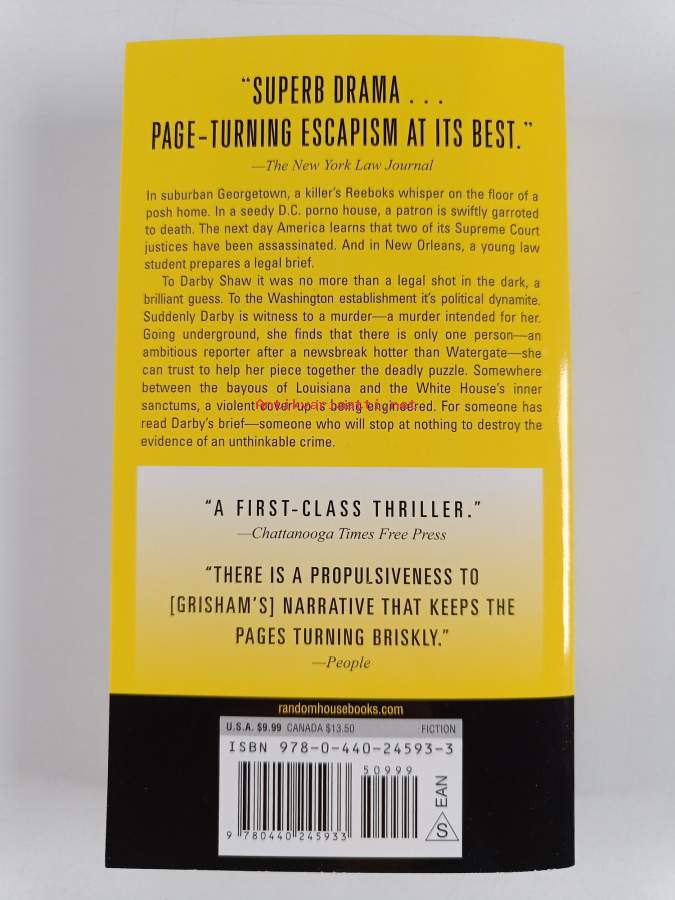 “SUPERB DRAMA . . .
PAGE-TURNING ESCAPISM AT ITS BEST.”
—The New York Law Journal
In suburban Georgetown, a killer’s Reeboks whisper on the floor of a
posh home. In a seedy D.C. porno house, a patron is swiftly garroted
to death. The next day America learns that two of its Supreme Court
justices have been assassinated. And in New Orleans, a young law
student prepares a legal brief.
To Darby Shaw it was no more than a legal shot in the dark, a
brilliant guess. To the Washington establishment it’s political dynamite.
Suddenly Darby is witness to a murder—a murder intended for her.
Going underground, she finds that there is only one person—an
ambitious reporter after a newsbreak hotter than Watergate—she
can trust to help her piece together the deadly puzzle. Somewhere
between the bayous of Louisiana and the White House’s inner
sanctums, a violent cover-up is being engineered. For someone has
read Darby’s brief—someone who will stop at nothing to destroy the
evidence of an unthinkable crime.
“A FIRST-CLASS THRILLER.”
—Chattanooga Times Free Press
“THERE IS A PROPULSIVENESS TO
[GRISHAM’S] NARRATIVE THAT KEEPS THE
PAGES TURNING BRISKLY.”
—People
randomhousebooks.com
U.S.A. $9.99 CANADA $13.50 FICTION
ISBN 978-0-440-24593-3
50999
9 780440 245933
EAN
S